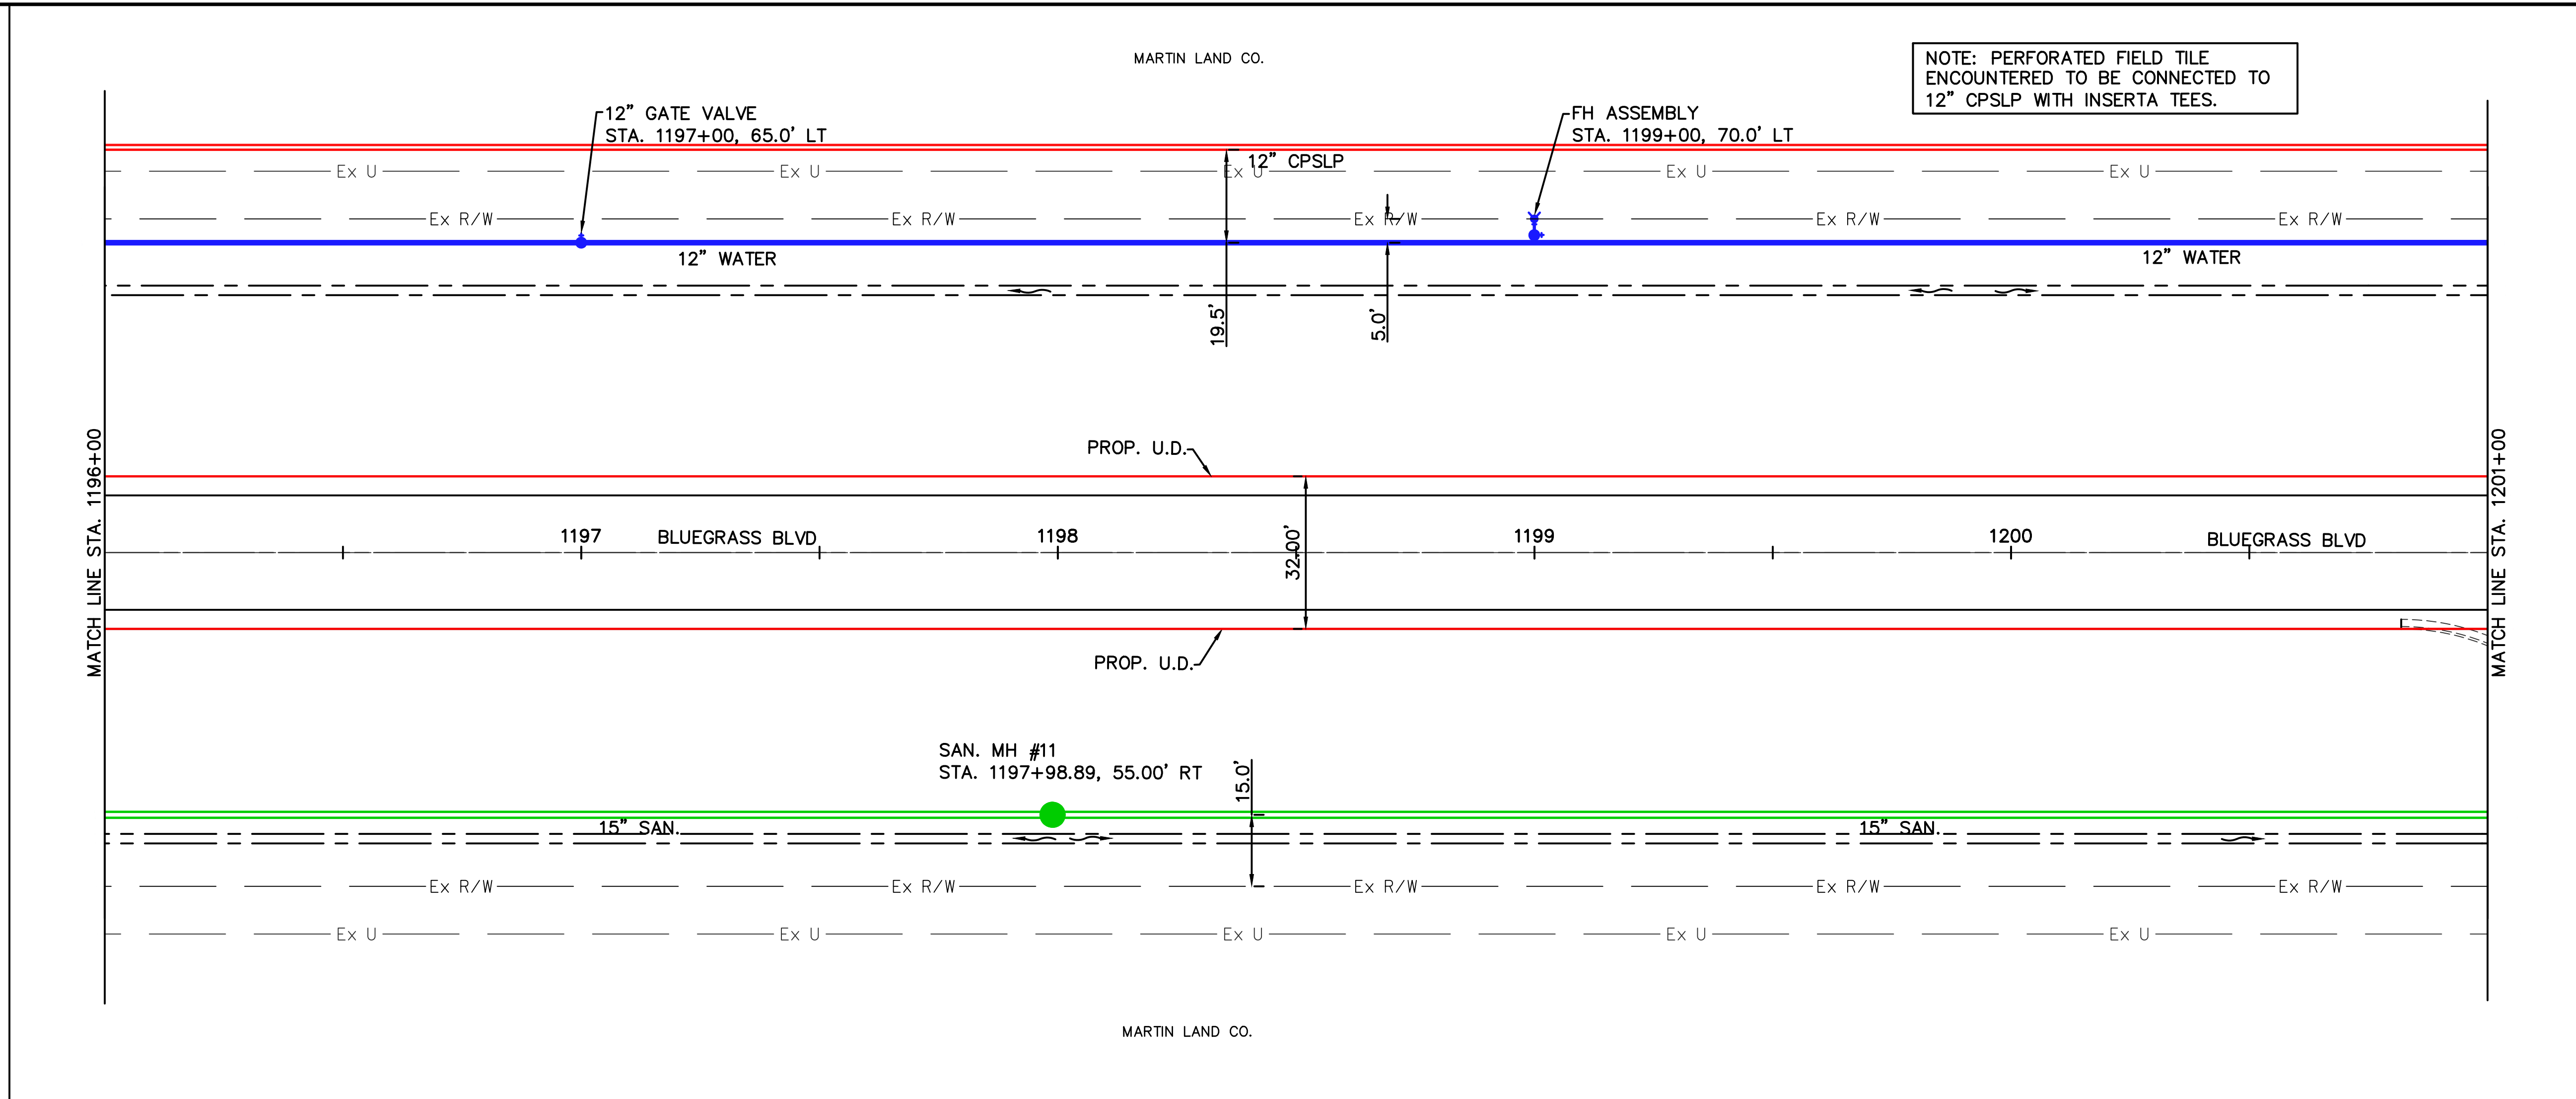 MARTIN LAND CO.
NOTE: PERFORATED FIELD TILE
ENCOUNTERED TO BE CONNECTED TO
12" CPSLP WITH INSERTA TEES.
12" GATE VALVE
STA. 1197+00, 65.0' LT
FH ASSEMBLY
STA. 1199+00, 70.0' LT
12" CPSLP
Ex U
Ex U
Ex U
Ex U
Ex U
Ex R/W
Ex R/W
Ex R/W
Ex R/W
Ex R/W
12" WATER
12" WATER
19.5'
5.0'
MATCH LINE STA. 1196+00
MATCH LINE STA. 1201+00
PROP. U.D.
1197
BLUEGRASS BLVD
1198
32.00'
1199
1200
BLUEGRASS BLVD
PROP. U.D.
SAN. MH #11
STA. 1197+98.89, 55.00' RT
15.0'
15" SAN.
15" SAN.
Ex R/W
Ex R/W
Ex R/W
Ex R/W
Ex R/W
Ex U
Ex U
Ex U
Ex U
Ex U
MARTIN LAND CO.